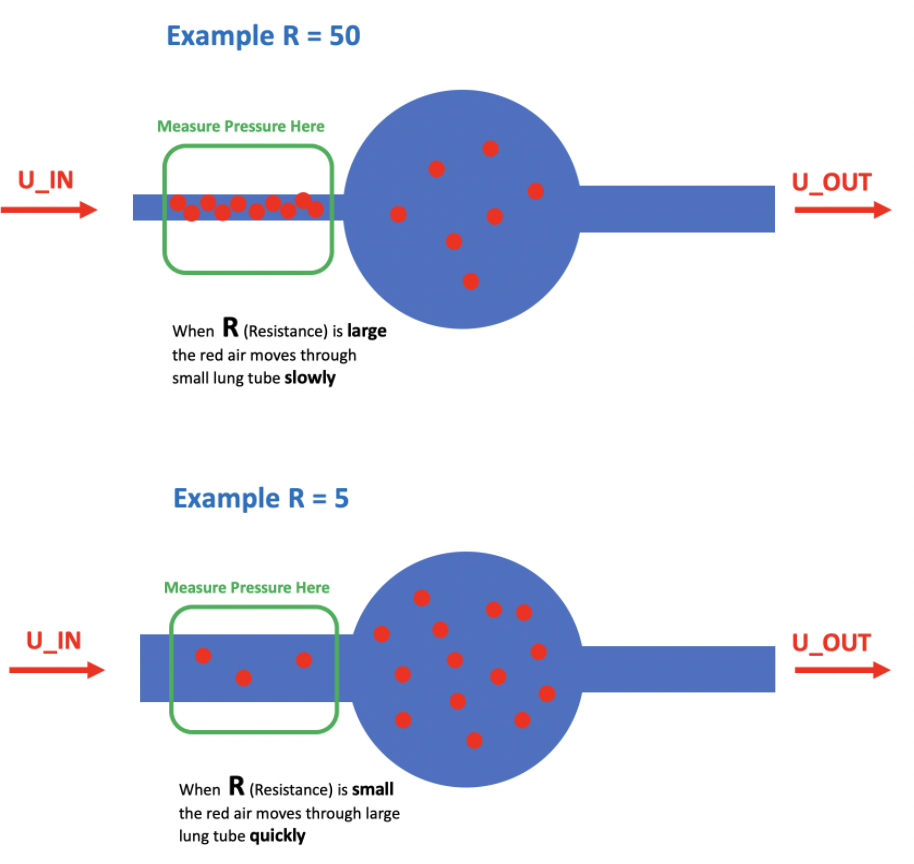 Example R = 50
Measure Pressure Here
U_IN
U_OUT
When R (Resistance) is large
the red air moves through
small lung tube slowly
Example R = 5
Measure Pressure Here
U_IN
U_OUT
When R (Resistance) is small
the red air moves through large
lung tube quickly